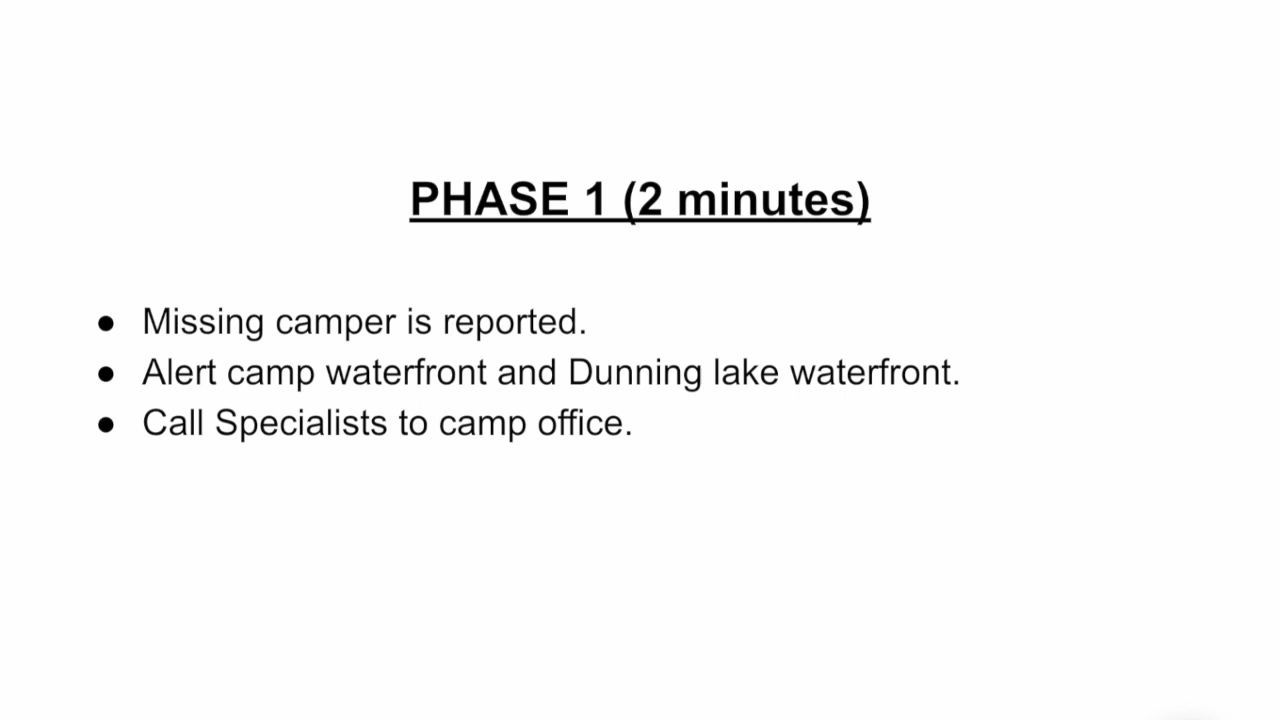 PHASE 1 (2 minutes)
● Missing camper is reported.
● Alert camp waterfront and Dunning lake waterfront.
● Call Specialists to camp office.